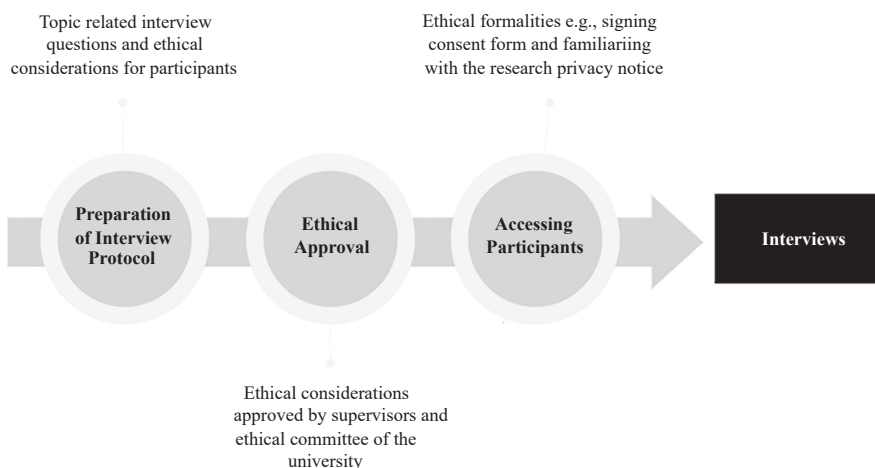 Topic related interview
questions and ethical
considerations for participants
Ethical formalities e.g., signing
consent form and familiariing
with the research privacy notice
Preparation
of Interview
Protocol
Ethical
Approval
Accessing
Participants
Interviews
Ethical considerations
approved by supervisors and
ethical committee of the
university